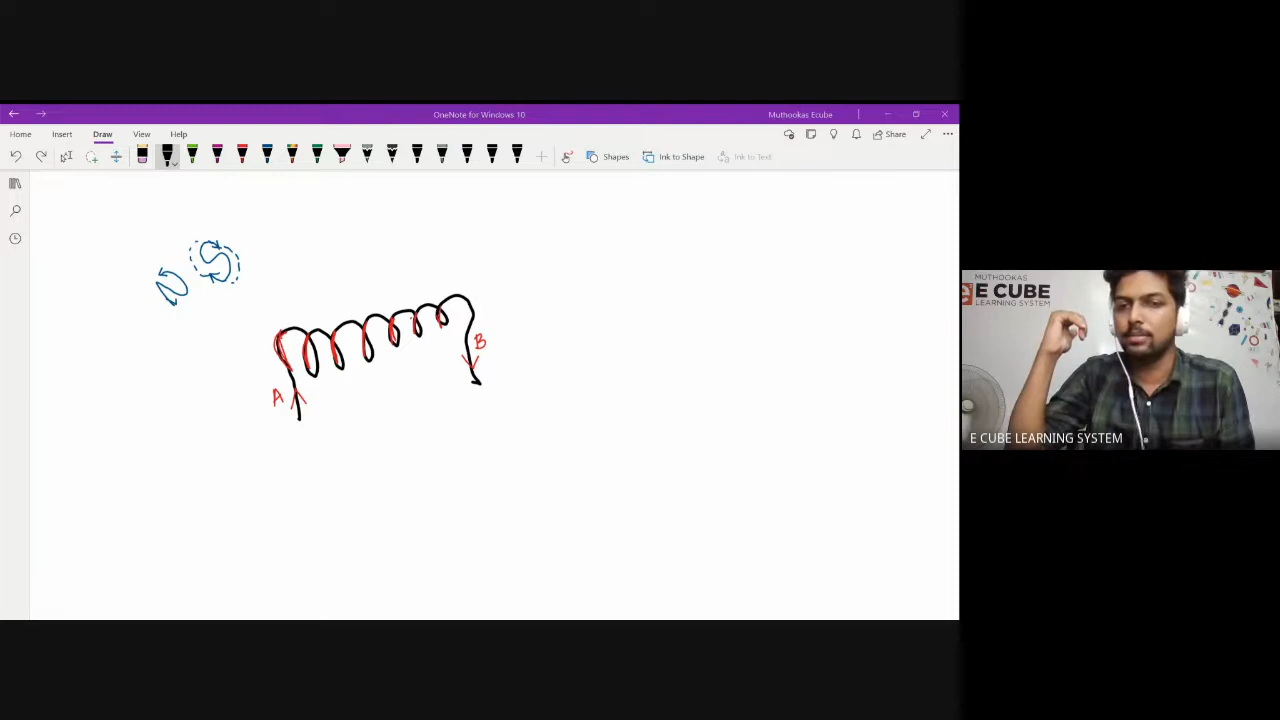 OneNote for Windows 10
Muthookas Ecube
Home Insert Draw View Help
Share
Shapes Ink to Shape Ink to Text
N S
A
B
MUTHOOKAS
E CUBE
LEARNING SYSTEM
E CUBE LEARNING SYSTEM